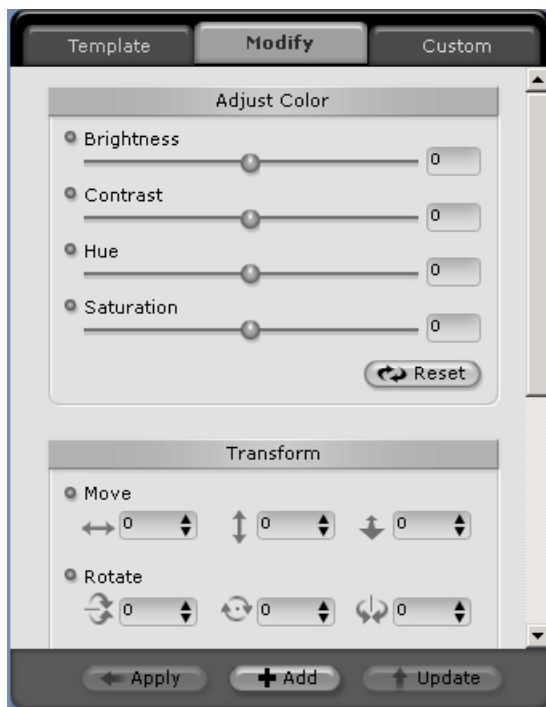 Template Modify Custom
Adjust Color
Brightness
0
Contrast
0
Hue
0
Saturation
0
Reset
Transform
Move
0 0 0
Rotate
0 0 0
Apply Add Update